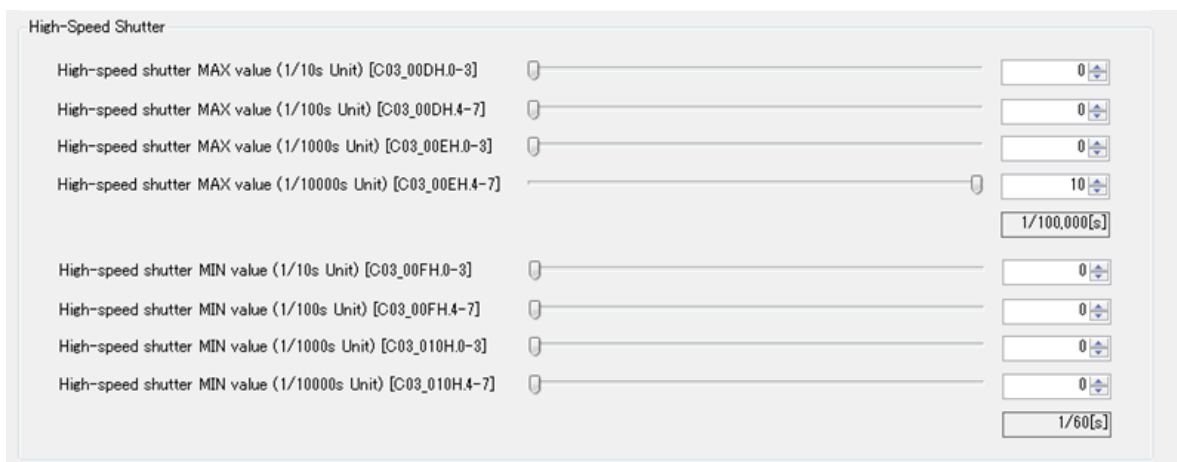 High-Speed Shutter
High-speed shutter MAX value (1/10s Unit) [C03_00DH.0-3] 0
High-speed shutter MAX value (1/100s Unit) [C03_00DH.4-7] 0
High-speed shutter MAX value (1/1000s Unit) [C03_00EH.0-3] 0
High-speed shutter MAX value (1/10000s Unit) [C03_00EH.4-7] 10
1/100,000[s]
High-speed shutter MIN value (1/10s Unit) [C03_00FH.0-3] 0
High-speed shutter MIN value (1/100s Unit) [C03_00FH.4-7] 0
High-speed shutter MIN value (1/1000s Unit) [C03_010H.0-3] 0
High-speed shutter MIN value (1/10000s Unit) [C03_010H.4-7] 0
1/60[s]